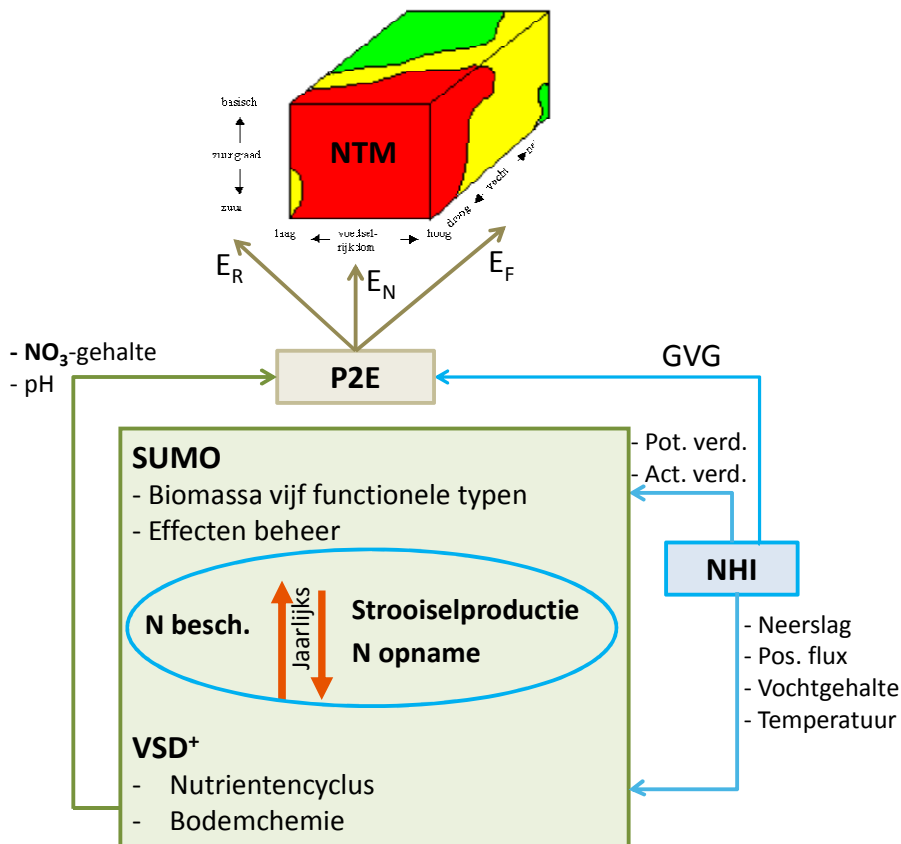 basisch
zuurgraad
zuur
NTM
laag
voedsel-
rijkdom
hoog
droog
vocht
E_R
E_N
E_F
- NO₃-gehalte
- pH
P2E
GVG
SUMO
- Biomassa vijf functionele typen
- Effecten beheer
- Pot. verd.
- Act. verd.
NHI
N besch.
Jaarlijks
Strooiselproductie
N opname
- Neerslag
- Pos. flux
- Vochtgehalte
- Temperatuur
VSD⁺
- Nutrientencyclus
- Bodemchemie